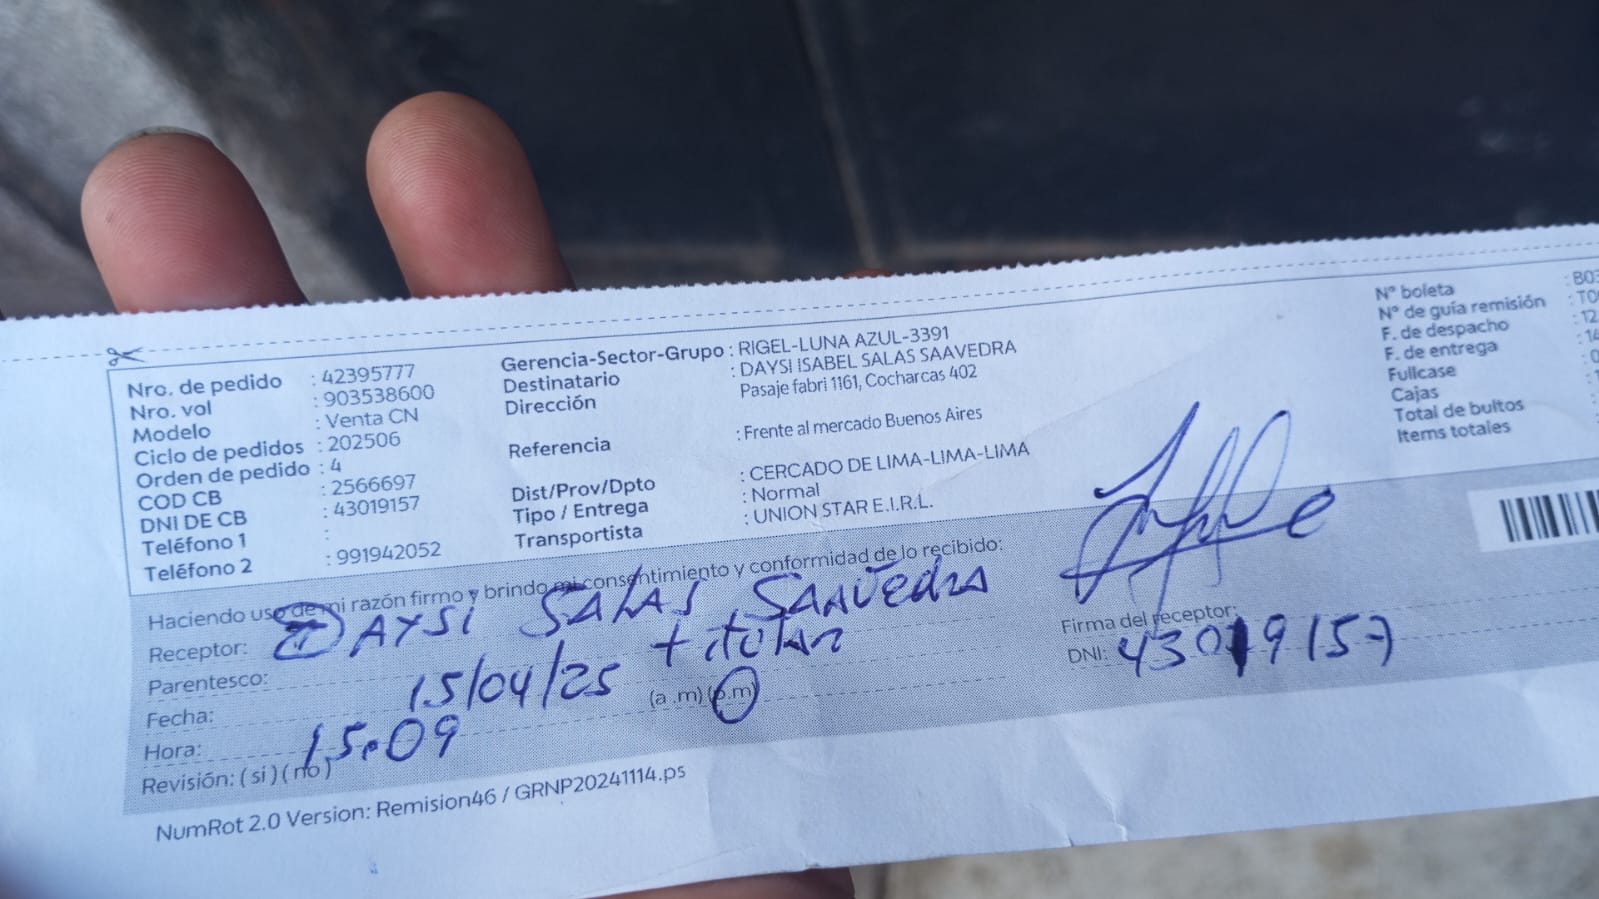 Nro. de pedido : 42395777
Nro. vol : 903538600
Modelo : Venta CN
Ciclo de pedidos : 202506
Orden de pedido : 4
COD CB : 2566697
DNI DE CB : 43019157
Teléfono 1 :
Teléfono 2 : 991942052
Gerencia-Sector-Grupo : RIGEL-LUNA AZUL-3391
Destinatario : DAYSI ISABEL SALAS SAAVEDRA
Dirección Pasaje fabri 1161, Cocharcas 402
Referencia : Frente al mercado Buenos Aires
Dist/Prov/Dpto : CERCADO DE LIMA-LIMA-LIMA
Tipo / Entrega : Normal
Transportista : UNION STAR E.I.R.L.
N° boleta : B03
N° de guía remisión : T0
F. de despacho : 12
F. de entrega : 14
Fullcase : 0
Cajas
Total de bultos
Items totales
Haciendo uso de mi razón firmo y brindo mi consentimiento y conformidad de lo recibido:
Receptor: DAYSI SALAS SAAVEDRA
Parentesco: titular
Fecha: 15/04/25
Hora: 15:09 (a .m) (p.m)
Revisión: ( si ) ( no )
Firma del receptor:
DNI: 43019157
NumRot 2.0 Version: Remision46 / GRNP20241114.ps